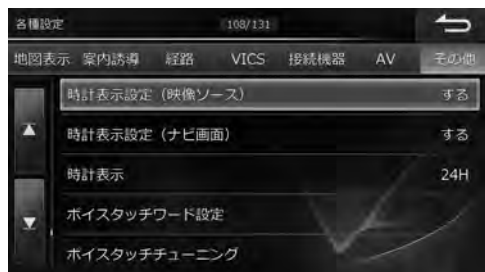 各種設定 108/131
地図表示 案内誘導 経路 VICS 接続機器 AV その他
時計表示設定（映像ソース） する
時計表示設定（ナビ画面） する
時計表示 24H
ボイスタッチワード設定
ボイスタッチチューニング